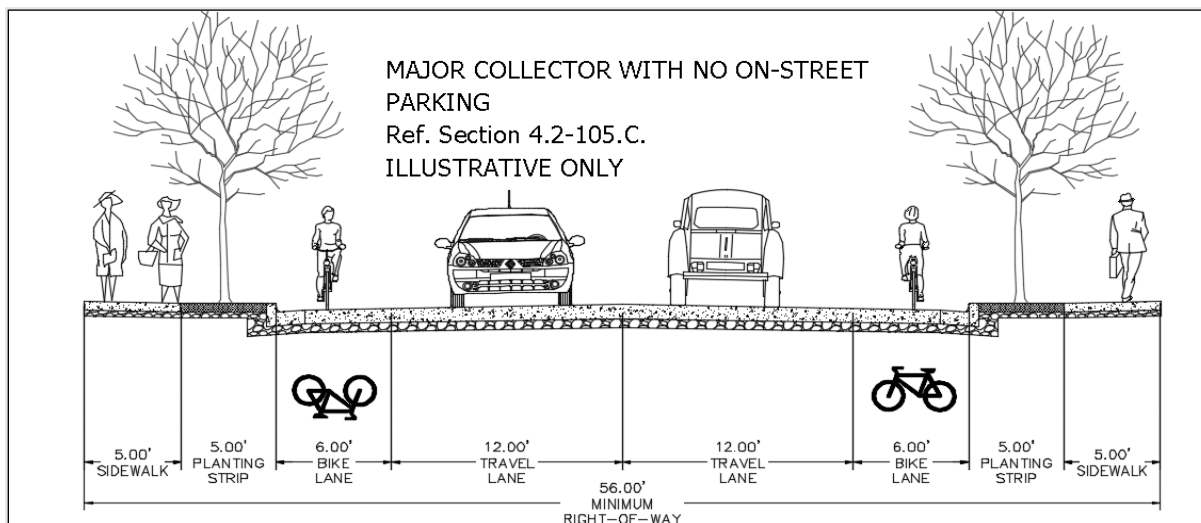 MAJOR COLLECTOR WITH NO ON-STREET
PARKING
Ref. Section 4.2-105.C.
ILLUSTRATIVE ONLY
5.00'
SIDEWALK
5.00'
PLANTING
STRIP
6.00'
BIKE
LANE
12.00'
TRAVEL
LANE
12.00'
TRAVEL
LANE
6.00'
BIKE
LANE
5.00'
PLANTING
STRIP
5.00'
SIDEWALK
56.00'
MINIMUM
RIGHT-OF-WAY